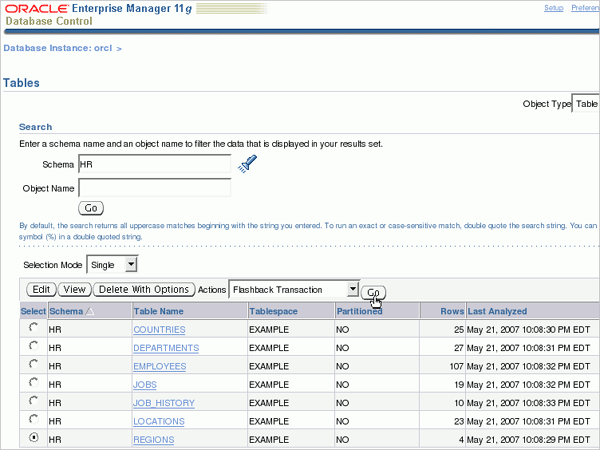 ORACLE Enterprise Manager 11g
Setup Preferen
Database Control
Database Instance: orcl >
Tables
Object Type Table
Search
Enter a schema name and an object name to filter the data that is displayed in your results set.
Schema HR
Object Name
Go
By default, the search returns all uppercase matches beginning with the string you entered. To run an exact or case-sensitive match, double quote the search string. You can
symbol (%) in a double quoted string.
Selection Mode Single
Edit View Delete With Options Actions Flashback Transaction Go
Select Schema Table Name Tablespace Partitioned Rows Last Analyzed
HR COUNTRIES EXAMPLE NO 25 May 21, 2007 10:08:30 PM EDT
HR DEPARTMENTS EXAMPLE NO 27 May 21, 2007 10:08:31 PM EDT
HR EMPLOYEES EXAMPLE NO 107 May 21, 2007 10:08:32 PM EDT
HR JOBS EXAMPLE NO 19 May 21, 2007 10:08:32 PM EDT
HR JOB_HISTORY EXAMPLE NO 10 May 21, 2007 10:08:33 PM EDT
HR LOCATIONS EXAMPLE NO 23 May 21, 2007 10:08:31 PM EDT
HR REGIONS EXAMPLE NO 4 May 21, 2007 10:08:29 PM EDT